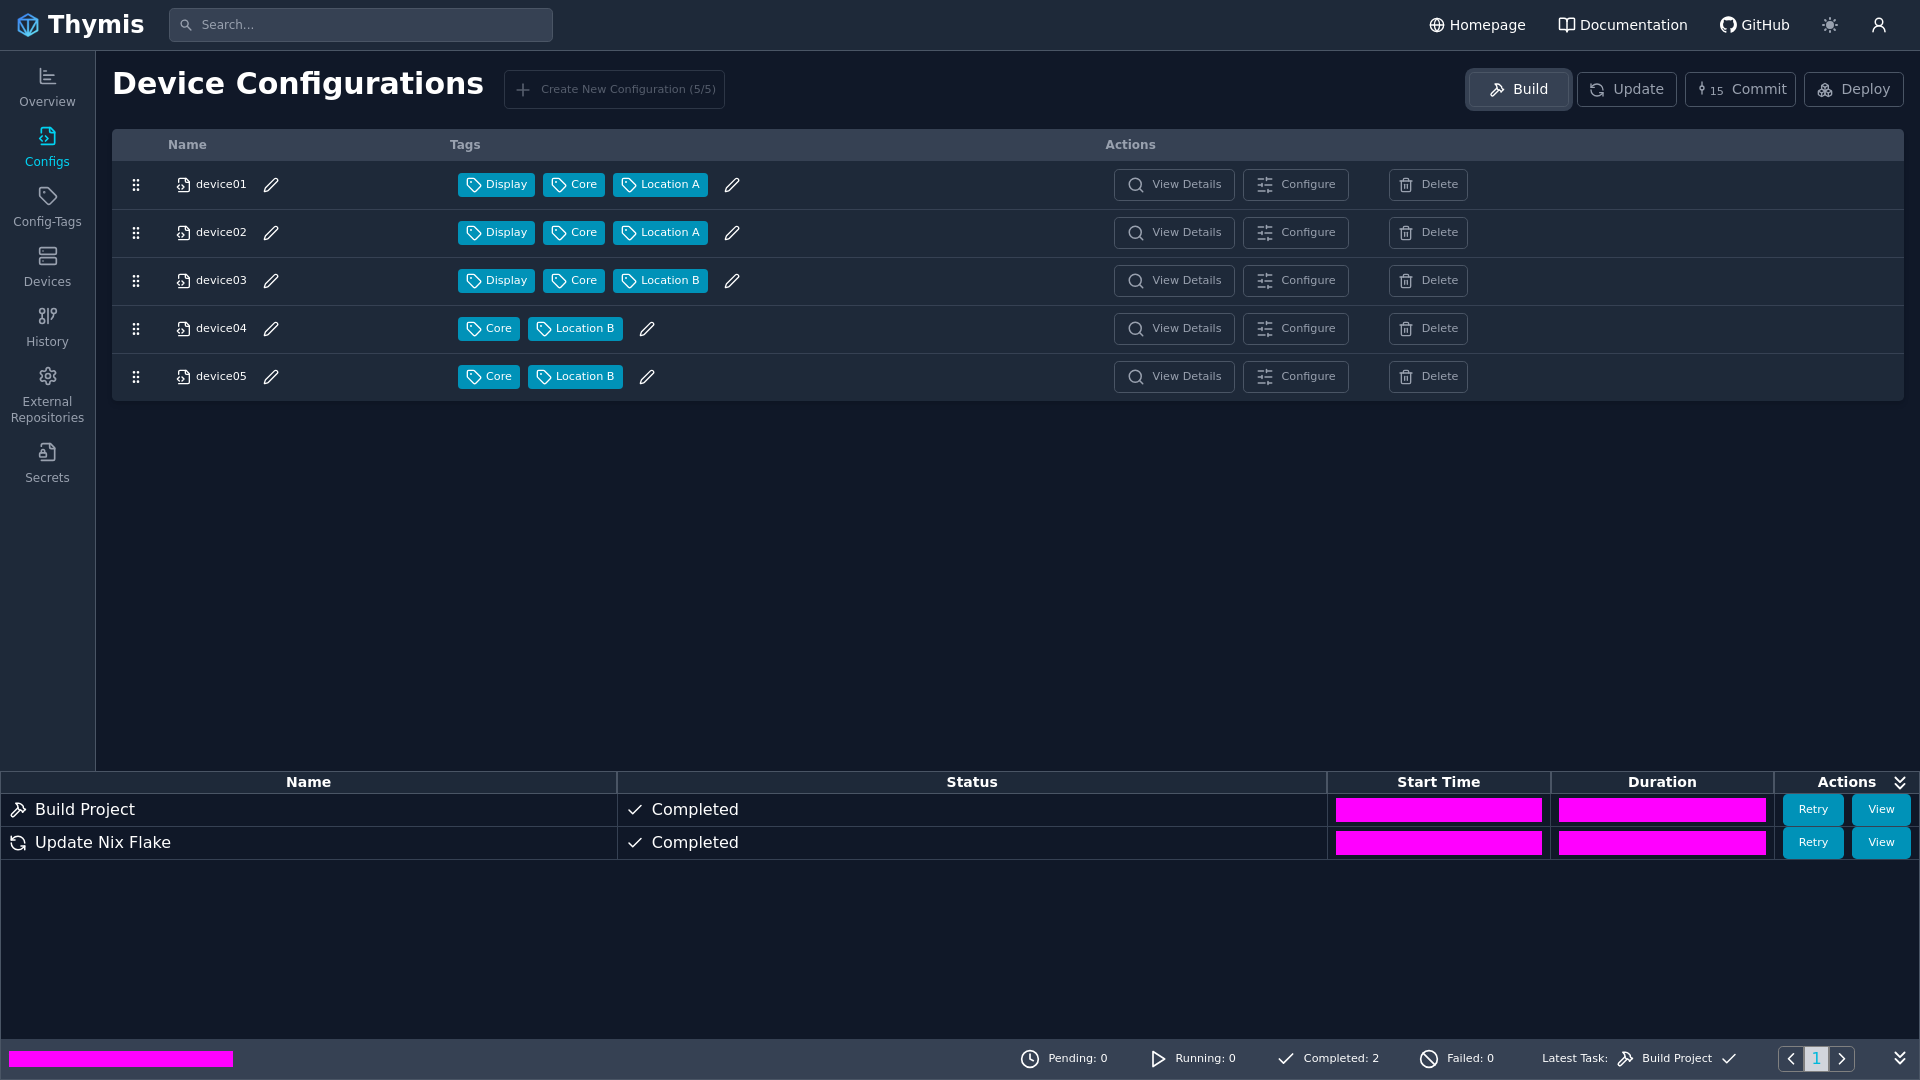 Thymis
Search...
Homepage
Documentation
GitHub
Overview
Configs
Config-Tags
Devices
History
External
Repositories
Secrets
Device Configurations
Create New Configuration (5/5)
Build
Update
15 Commit
Deploy
Name Tags Actions
device01 Display Core Location A View Details Configure Delete
device02 Display Core Location A View Details Configure Delete
device03 Display Core Location B View Details Configure Delete
device04 Core Location B View Details Configure Delete
device05 Core Location B View Details Configure Delete
Name Status Start Time Duration Actions
Build Project Completed Retry View
Update Nix Flake Completed Retry View
Pending: 0 Running: 0 Completed: 2 Failed: 0 Latest Task: Build Project 1